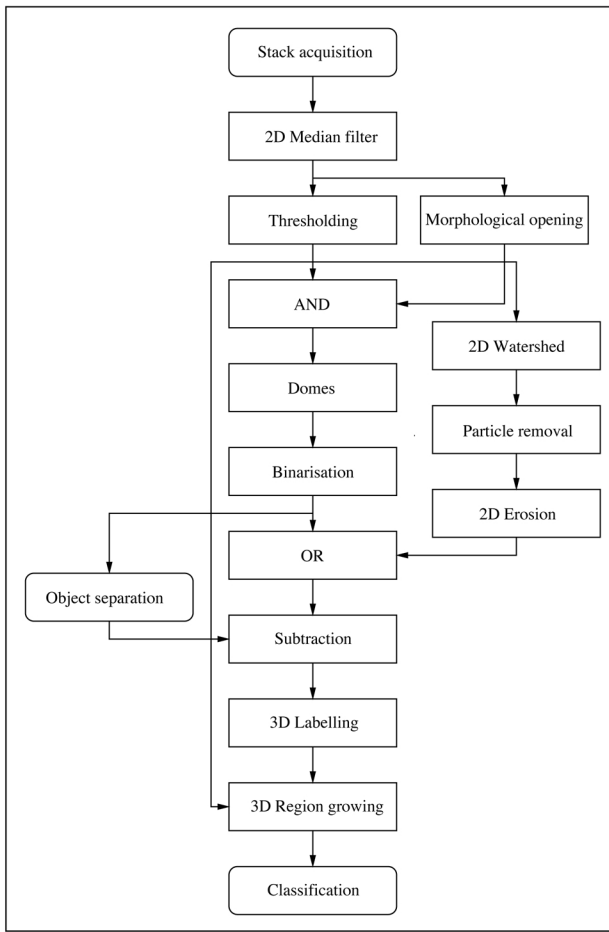 Stack acquisition
2D Median filter
Thresholding
Morphological opening
AND
2D Watershed
Domes
Particle removal
Binarisation
2D Erosion
OR
Object separation
Subtraction
3D Labelling
3D Region growing
Classification